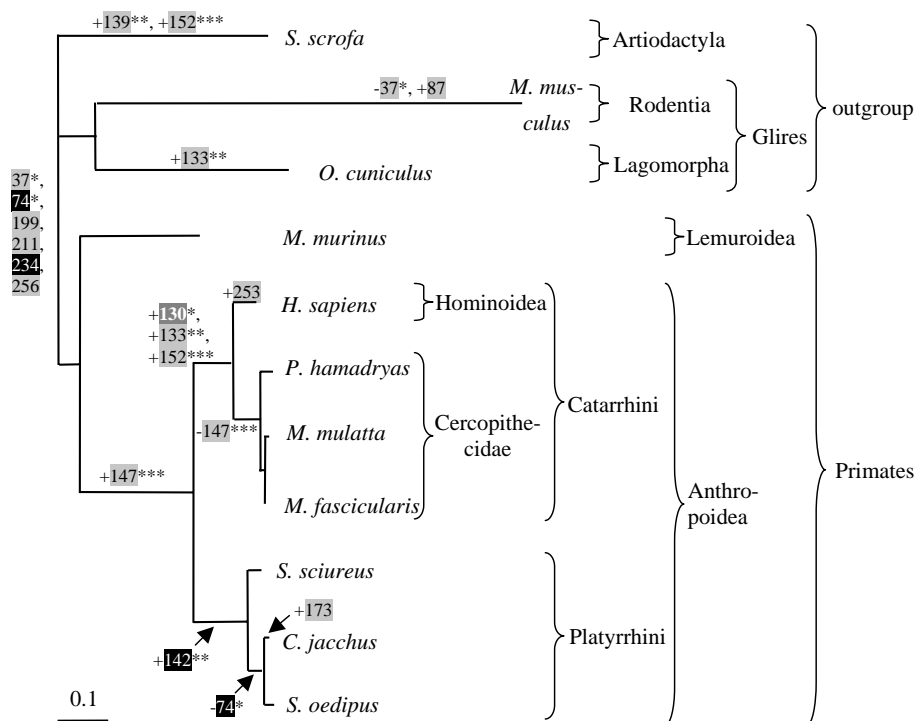 +139**, +152***
S. scrofa
Artiodactyla
-37*, +87
M. mus-
culus
Rodentia
Glires
outgroup
+133**
O. cuniculus
Lagomorpha
37*,
74*,
199,
211,
234,
256
M. murinus
Lemuroidea
+253
H. sapiens
Hominoidea
+130*,
+133**,
+152***
P. hamadryas
Catarrhini
-147***
M. mulatta
Cercopithe-
cidae
+147***
M. fascicularis
Anthro-
poidea
Primates
S. sciureus
+173
C. jacchus
Platyrrhini
+142**
-74*
S. oedipus
0.1